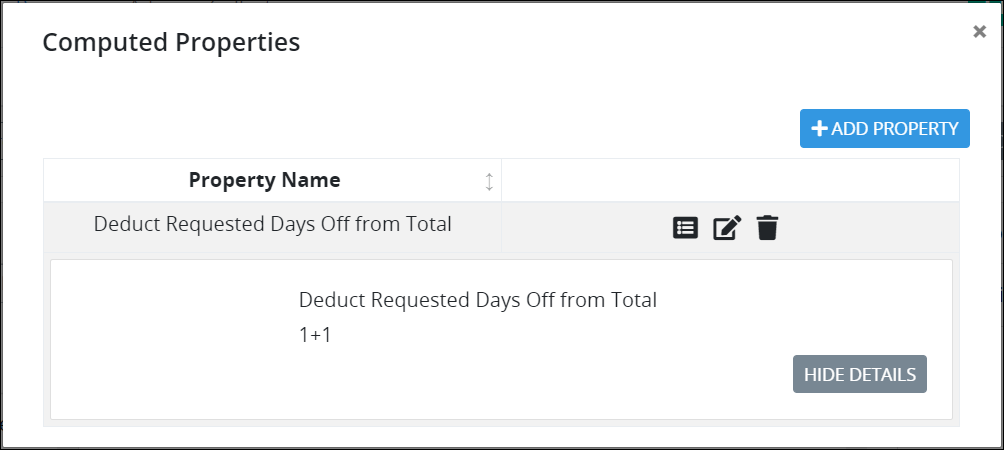 Computed Properties
×
ADD PROPERTY
Property Name
Deduct Requested Days Off from Total
Deduct Requested Days Off from Total
1+1
HIDE DETAILS